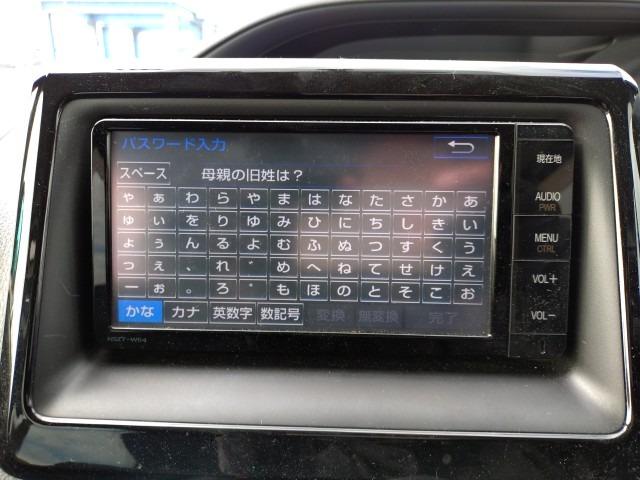 パスワード入力
スペース 母親の旧姓は？
ゃ ぁ わ ら や ま は な た さ か あ
ゅ ぃ を り ゆ み ひ に ち し き い
ょ ぅ ん る よ む ふ ぬ つ す く う
っ ぇ 、 れ ゛ め へ ね て せ け え
ー ぉ 。 ろ ゜ も ほ の と そ こ お
かな カナ 英数字 数記号 変換 無変換 完了
NSZT-W64
現在地
AUDIO
PWR
MENU
CTRL
VOL+
VOL-